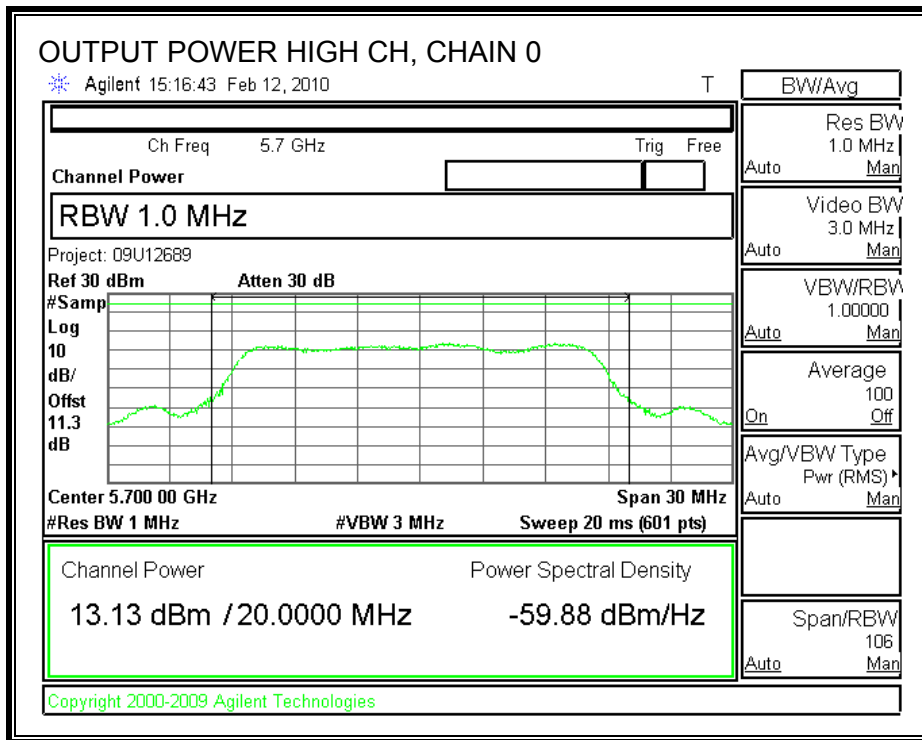 OUTPUT POWER HIGH CH, CHAIN 0
Agilent 15:16:43 Feb 12, 2010 T
Ch Freq 5.7 GHz Trig Free
Channel Power
RBW 1.0 MHz
Project: 09U12689
Ref 30 dBm Atten 30 dB
#Samp
Log
10
dB/
Offst
11.3
dB
Center 5.700 00 GHz Span 30 MHz
#Res BW 1 MHz #VBW 3 MHz Sweep 20 ms (601 pts)
Channel Power Power Spectral Density
13.13 dBm / 20.0000 MHz -59.88 dBm/Hz
Copyright 2000-2009 Agilent Technologies
BW/Avg
Res BW
1.0 MHz
Auto Man
Video BW
3.0 MHz
Auto Man
VBW/RBW
1.00000
Auto Man
Average
100
On Off
Avg/VBW Type
Pwr (RMS)
Auto Man
Span/RBW
106
Auto Man